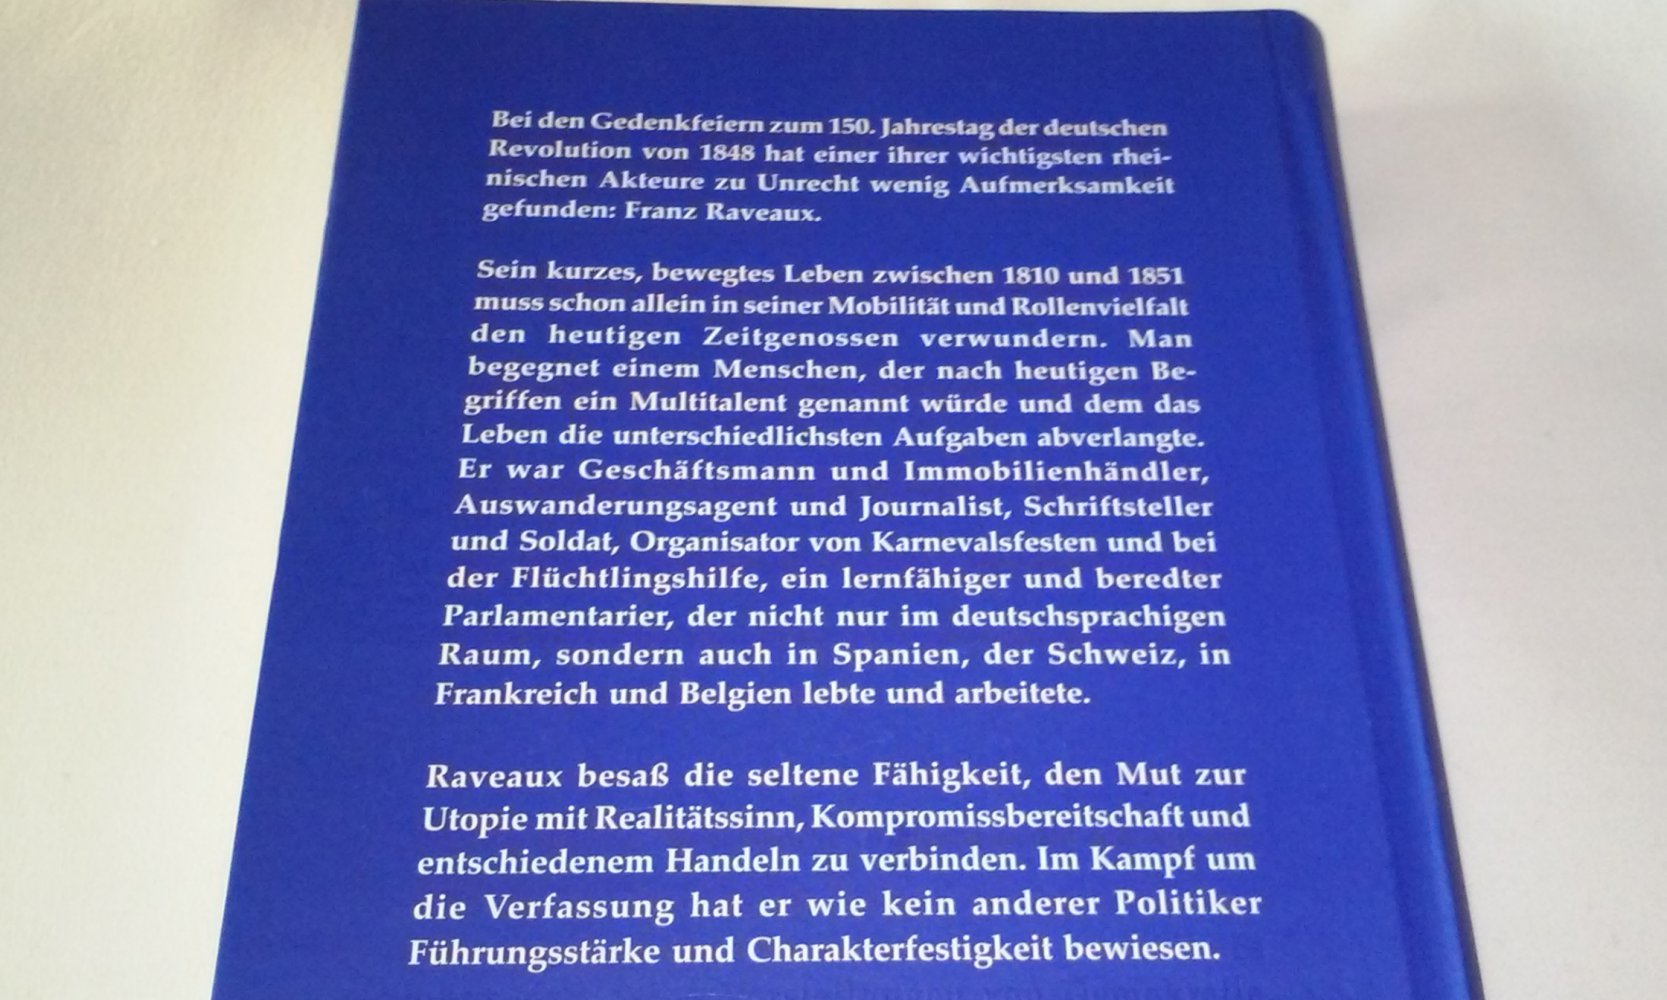 Bei den Gedenkfeiern zum 150. Jahrestag der deutschen
Revolution von 1848 hat einer ihrer wichtigsten rhei-
nischen Akteure zu Unrecht wenig Aufmerksamkeit
gefunden: Franz Raveaux.
Sein kurzes, bewegtes Leben zwischen 1810 und 1851
muss schon allein in seiner Mobilität und Rollenvielfalt
den heutigen Zeitgenossen verwundern. Man
begegnet einem Menschen, der nach heutigen Be-
griffen ein Multitalent genannt würde und dem das
Leben die unterschiedlichsten Aufgaben abverlangte.
Er war Geschäftsmann und Immobilienhändler,
Auswanderungsagent und Journalist, Schriftsteller
und Soldat, Organisator von Karnevalsfesten und bei
der Flüchtlingshilfe, ein lernfähiger und beredter
Parlamentarier, der nicht nur im deutschsprachigen
Raum, sondern auch in Spanien, der Schweiz, in
Frankreich und Belgien lebte und arbeitete.
Raveaux besaß die seltene Fähigkeit, den Mut zur
Utopie mit Realitätssinn, Kompromissbereitschaft und
entschiedenem Handeln zu verbinden. Im Kampf um
die Verfassung hat er wie kein anderer Politiker
Führungsstärke und Charakterfestigkeit bewiesen.